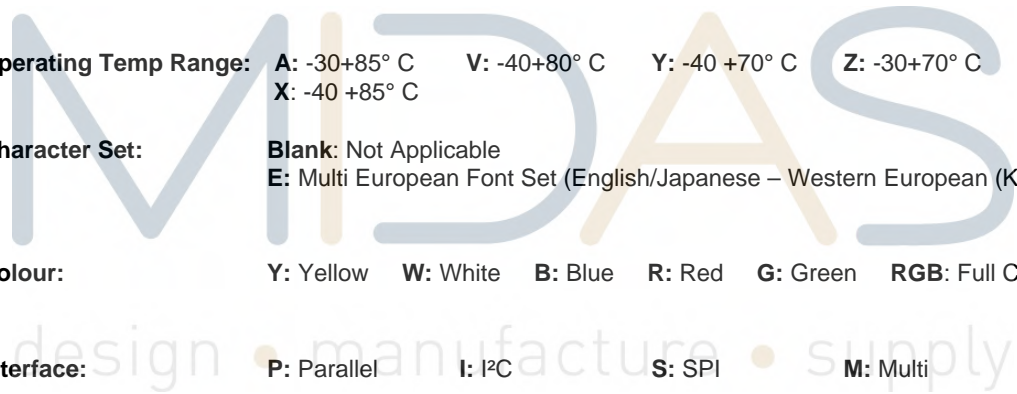 MIDAS
perating Temp Range: A: -30+85° C V: -40+80° C Y: -40 +70° C Z: -30+70° C
X: -40 +85° C
haracter Set: Blank: Not Applicable
E: Multi European Font Set (English/Japanese – Western European (K
olour: Y: Yellow W: White B: Blue R: Red G: Green RGB: Full C
design • manufacture • supply
terface: P: Parallel I: I²C S: SPI M: Multi